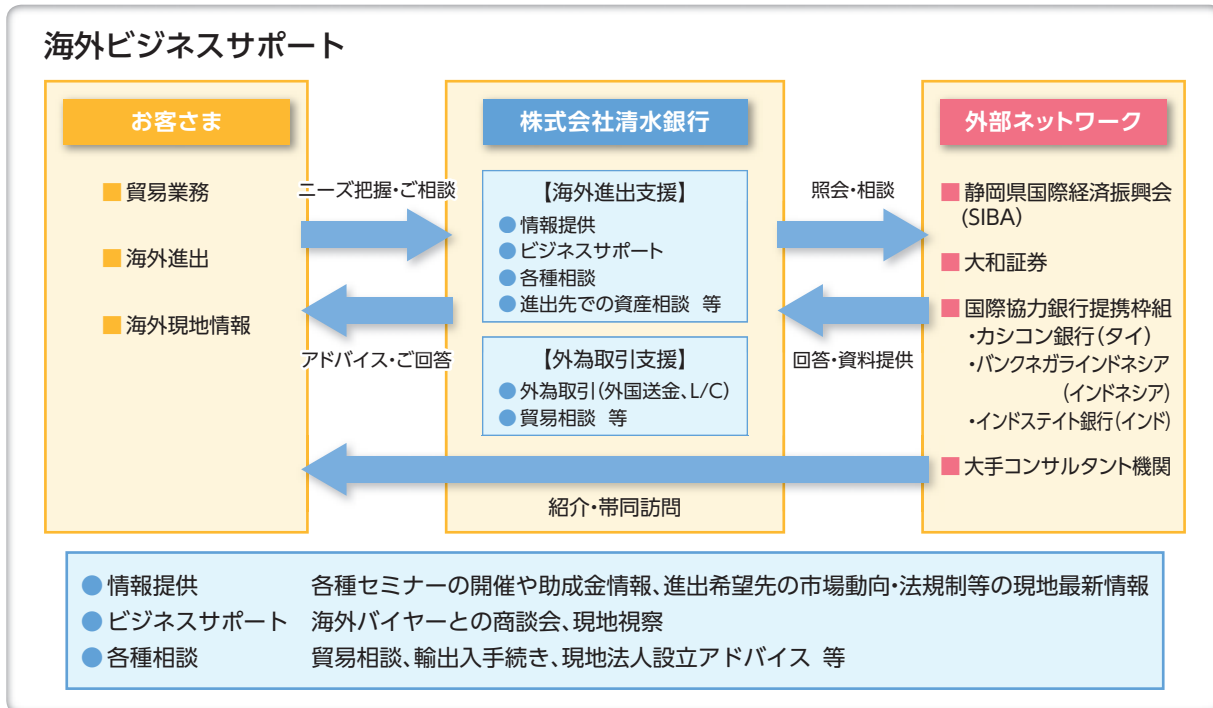 海外ビジネスサポート
お客さま
■貿易業務
■海外進出
■海外現地情報
ニーズ把握・ご相談
アドバイス・ご回答
株式会社清水銀行
【海外進出支援】
●情報提供
●ビジネスサポート
●各種相談
●進出先での資産相談 等
【外為取引支援】
●外為取引(外国送金、L/C)
●貿易相談 等
照会・相談
回答・資料提供
紹介・帯同訪問
外部ネットワーク
■静岡県国際経済振興会
(SIBA)
■大和証券
■国際協力銀行提携枠組
・カシコン銀行(タイ)
・バンクネガラインドネシア
(インドネシア)
・インドステイト銀行(インド)
■大手コンサルタント機関
●情報提供 各種セミナーの開催や助成金情報、進出希望先の市場動向・法規制等の現地最新情報
●ビジネスサポート 海外バイヤーとの商談会、現地視察
●各種相談 貿易相談、輸出入手続き、現地法人設立アドバイス 等